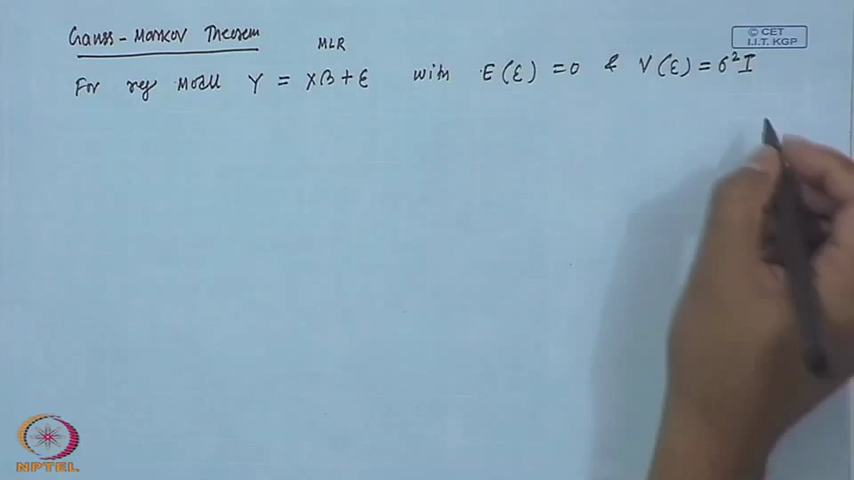 Gauss-Markov Theorem
© CET
I.I.T. KGP
MLR
For reg Model Y = Xβ + ε with E(ε) = 0 & V(ε) = σ²I
NPTEL